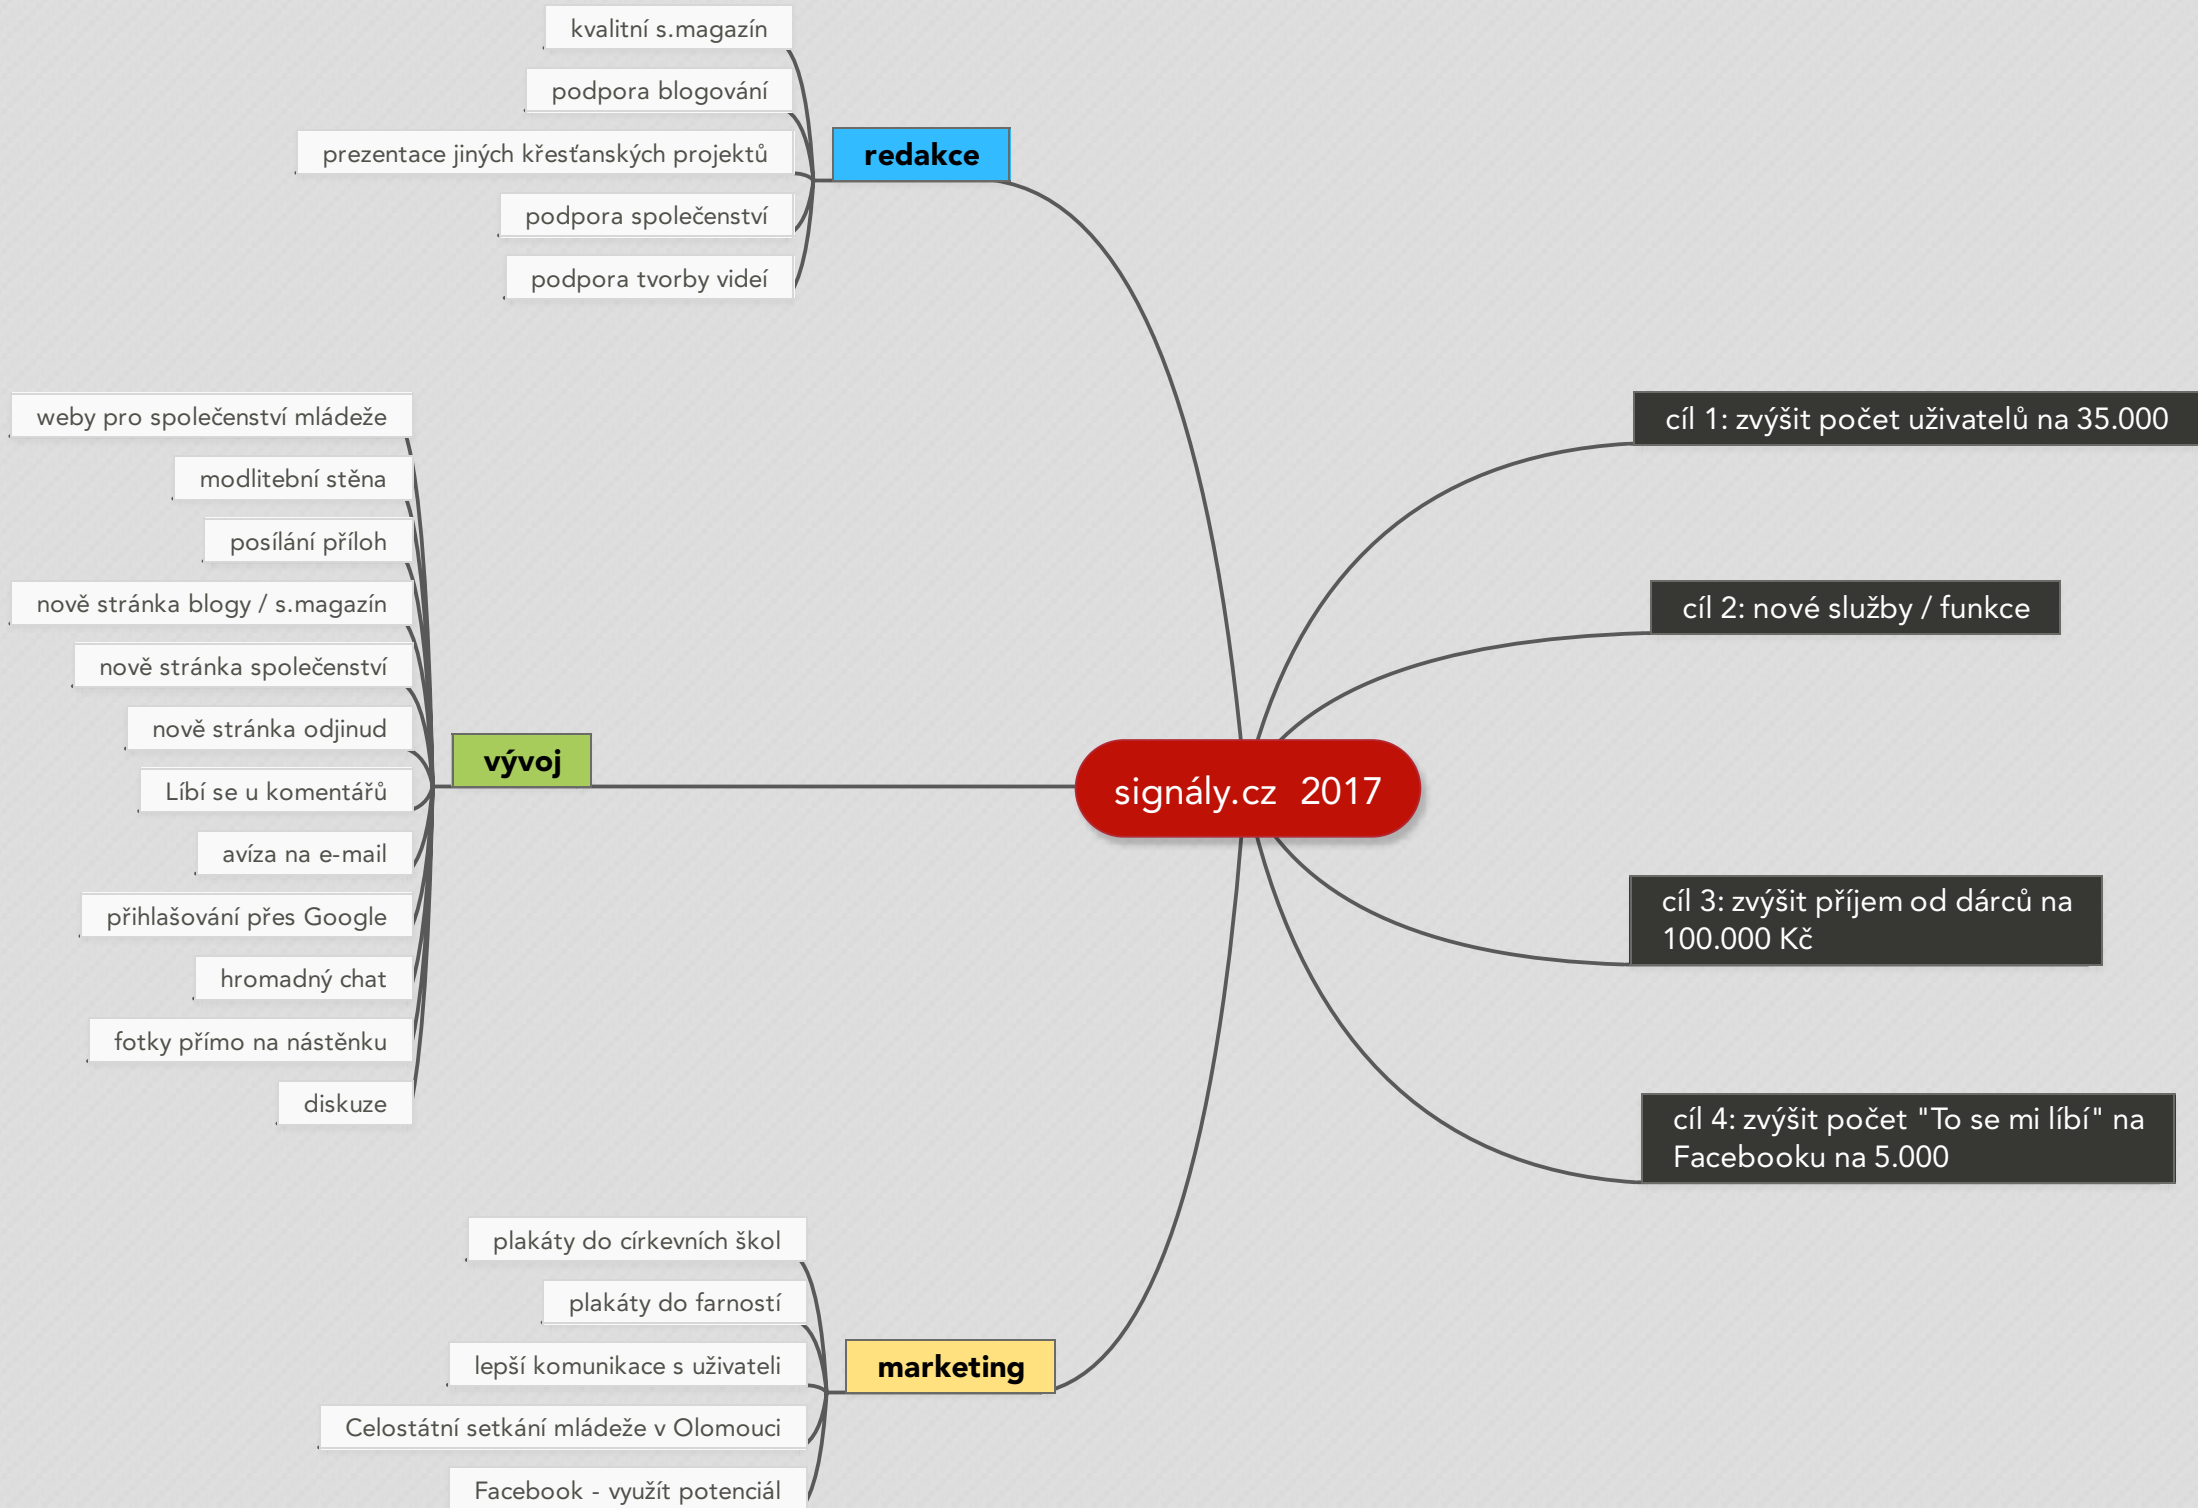 kvalitní s.magazín
podpora blogování
prezentace jiných křesťanských projektů
podpora společenství
podpora tvorby videí
redakce
weby pro společenství mládeže
modlitební stěna
posílání příloh
nově stránka blogy / s.magazín
nově stránka společenství
nově stránka odjinud
Líbí se u komentářů
avíza na e-mail
přihlašování přes Google
hromadný chat
fotky přímo na nástěnku
diskuze
vývoj
plakáty do církevních škol
plakáty do farností
lepší komunikace s uživateli
Celostátní setkání mládeže v Olomouci
Facebook - využít potenciál
marketing
signály.cz 2017
cíl 1: zvýšit počet uživatelů na 35.000
cíl 2: nové služby / funkce
cíl 3: zvýšit příjem od dárců na
100.000 Kč
cíl 4: zvýšit počet "To se mi líbí" na
Facebooku na 5.000